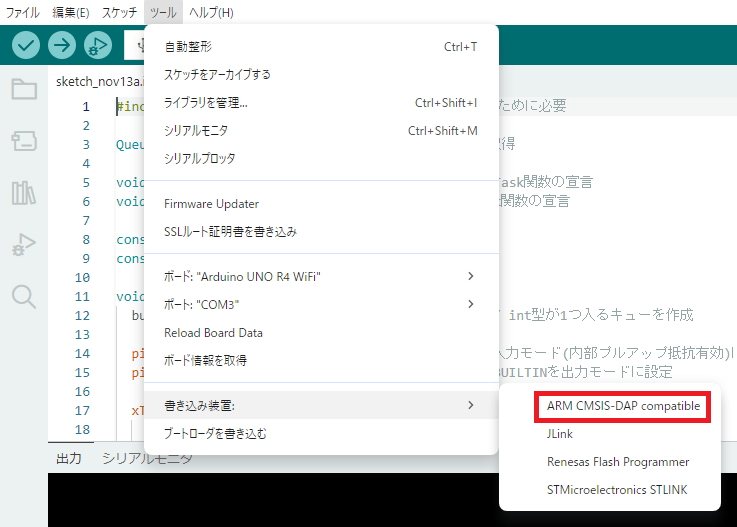 ファイル 編集 スケッチ ツール ヘルプ(H)
sketch_nov13a.i
自動整形 Ctrl+T
スケッチをアーカイブする
ライブラリを管理... Ctrl+Shift+I
シリアルモニタ Ctrl+Shift+M
シリアルプロッタ
Firmware Updater
SSLルート証明書を書き込み
ボード: "Arduino UNO R4 WiFi"
ポート: "COM3"
Reload Board Data
ボード情報を取得
書き込み装置:
ブートローダを書き込む
ARM CMSIS-DAP compatible
JLink
Renesas Flash Programmer
STMicroelectronics STLINK
1 #inc ために必要
2
3 Queu 得
4
5 void Task関数の宣言
6 void 関数の宣言
7
8 cons
9 cons
10
11 void
12 bu int型が1つ入るキューを作成
13
14 pi 入力モード(内部プルアップ抵抗有効)
15 pi BUILTINを出力モードに設定
16
17 xT
18
出力 シリアルモニタ